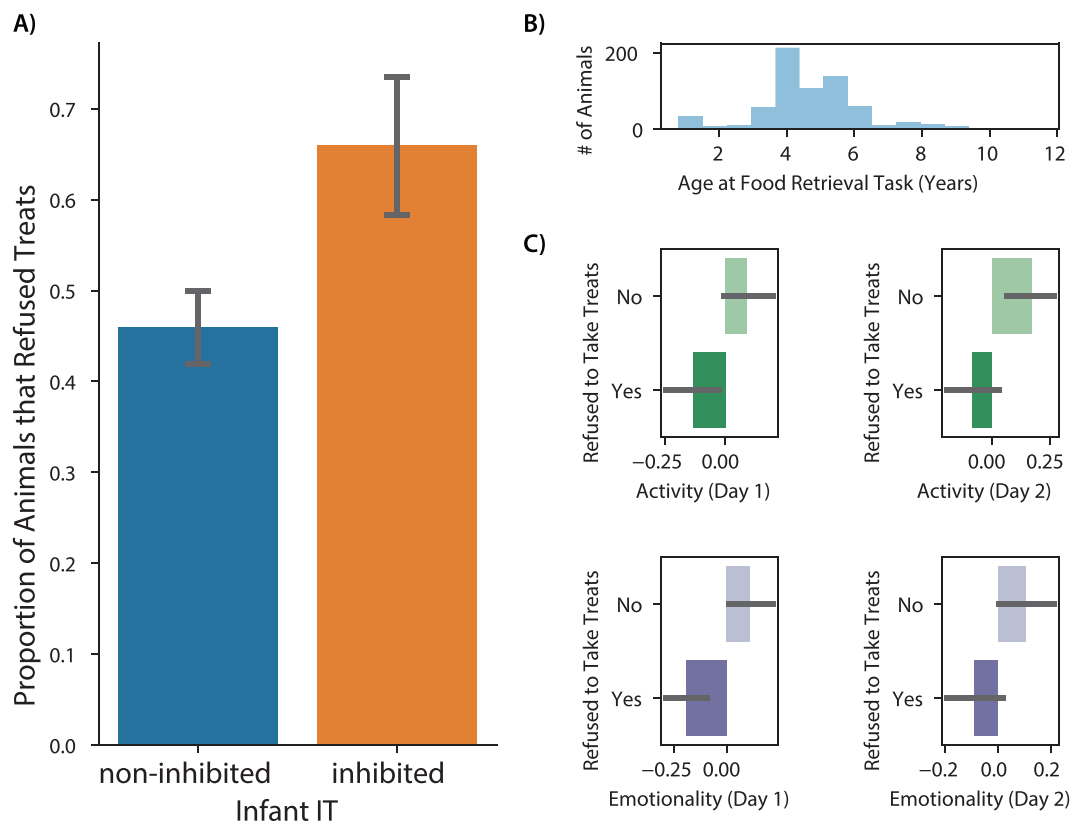 A)
Proportion of Animals that Refused Treats
0.7
0.6
0.5
0.4
0.3
0.2
0.1
0.0
non-inhibited inhibited
Infant IT
B)
# of Animals
200
0
2 4 6 8 10 12
Age at Food Retrieval Task (Years)
C)
Refused to Take Treats
No
Yes
−0.25 0.00
Activity (Day 1)
Refused to Take Treats
No
Yes
0.00 0.25
Activity (Day 2)
Refused to Take Treats
No
Yes
−0.25 0.00
Emotionality (Day 1)
Refused to Take Treats
No
Yes
−0.2 0.0 0.2
Emotionality (Day 2)